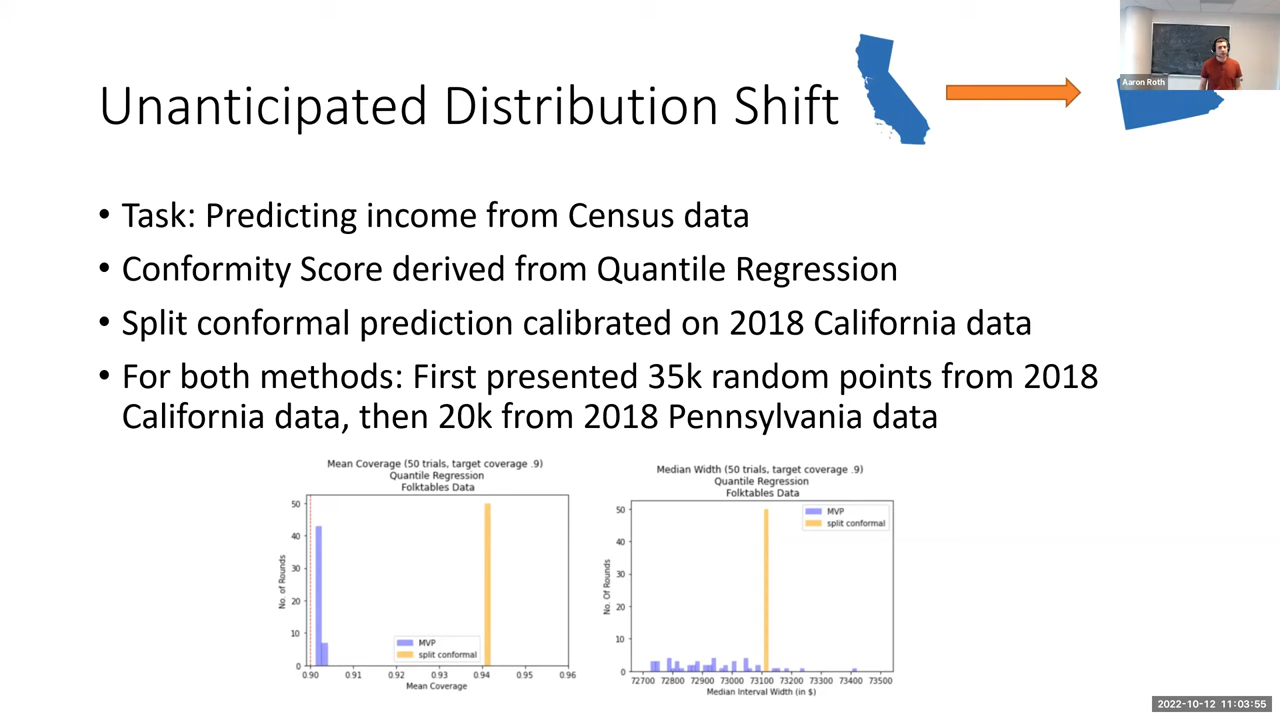 Aaron Roth
Unanticipated Distribution Shift
• Task: Predicting income from Census data
• Conformity Score derived from Quantile Regression
• Split conformal prediction calibrated on 2018 California data
• For both methods: First presented 35k random points from 2018
California data, then 20k from 2018 Pennsylvania data
Mean Coverage (50 trials, target coverage .9)
Quantile Regression
Folktables Data
50
40
30
20
10
0
No. of Rounds
MVP
split conformal
0.90 0.91 0.92 0.93 0.94 0.95 0.96
Mean Coverage
Median Width (50 trials, target coverage .9)
Quantile Regression
Folktables Data
50
40
30
20
10
0
No. Of Rounds
MVP
split conformal
72700 72800 72900 73000 73100 73200 73300 73400 73500
Median Interval Width (in $)
2022-10-12 11:03:55